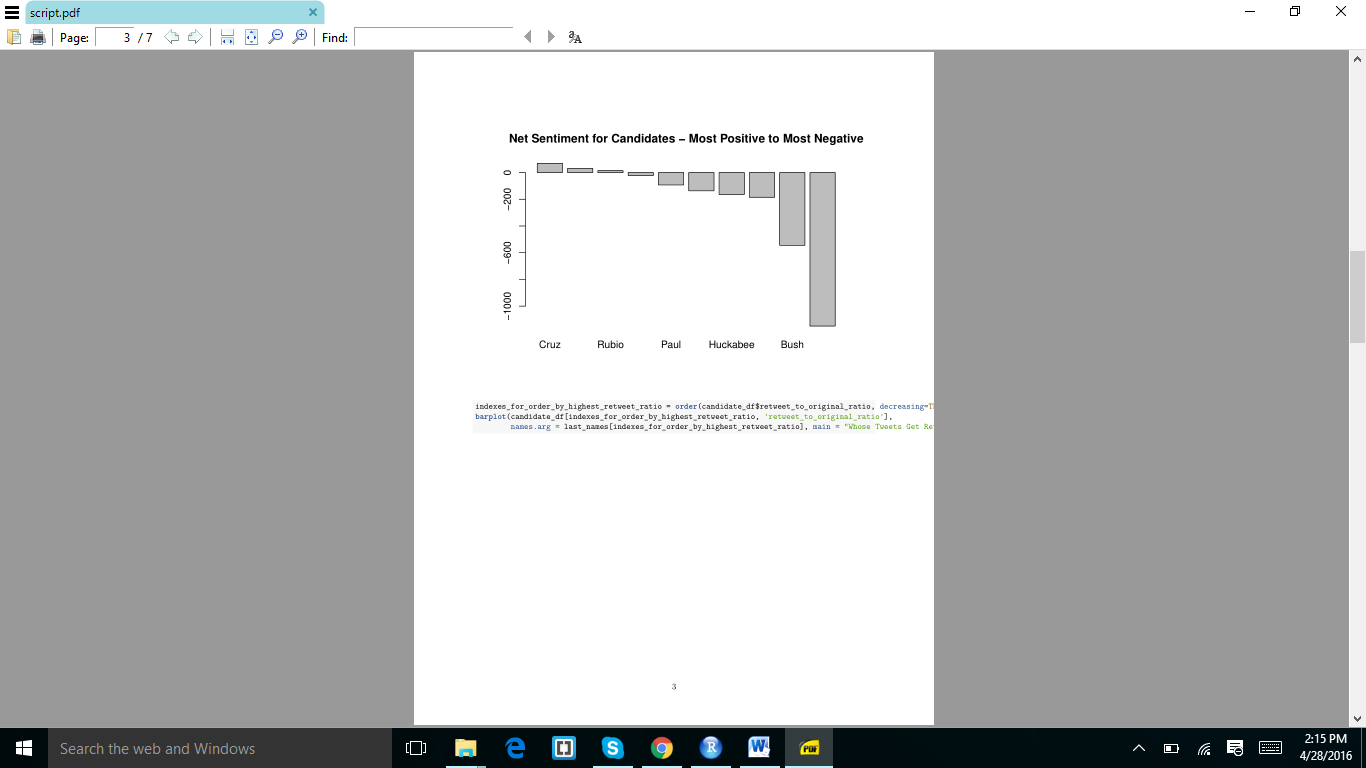 script.pdf
Page: 3 / 7 Find:
Net Sentiment for Candidates – Most Positive to Most Negative
0
−200
−600
−1000
Cruz Rubio Paul Huckabee Bush
indexes_for_order_by_highest_retweet_ratio = order(candidate_df$retweet_to_original_ratio, decreasing=
barplot(candidate_df[indexes_for_order_by_highest_retweet_ratio, 'retweet_to_original_ratio'],
names.arg = last_names[indexes_for_order_by_highest_retweet_ratio], main = "Whose Tweets Get
3
Search the web and Windows
2:15 PM
4/28/2016